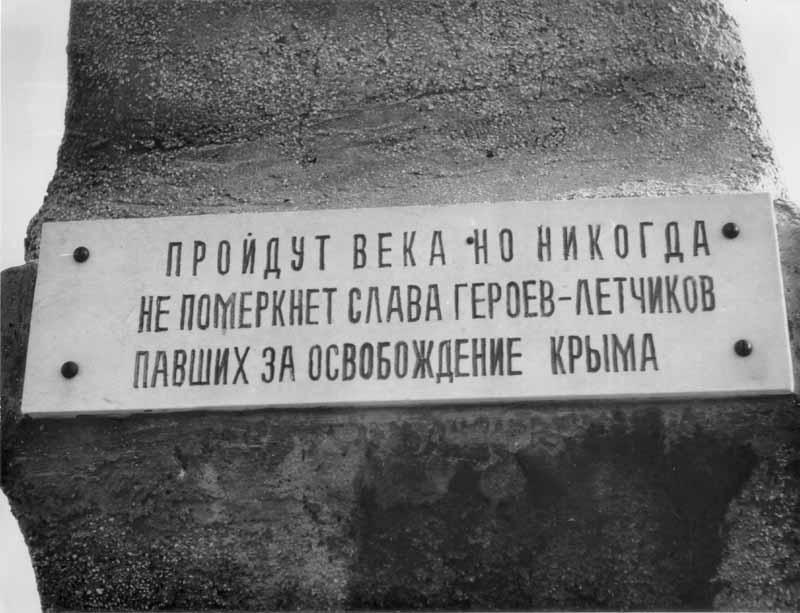 ПРОЙДУТ ВЕКА НО НИКОГДА
НЕ ПОМЕРКНЕТ СЛАВА ГЕРОЕВ-ЛЕТЧИКОВ
ПАВШИХ ЗА ОСВОБОЖДЕНИЕ КРЫМА